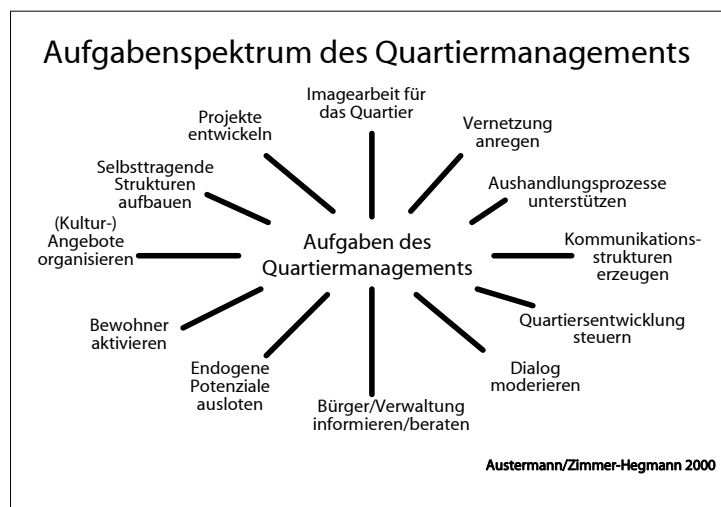 Aufgabenspektrum des Quartiermanagements
Imagearbeit für
das Quartier
Vernetzung
anregen
Aushandlungsprozesse
unterstützen
Kommunikations-
strukturen
erzeugen
Quartiersentwicklung
steuern
Dialog
moderieren
Bürger/Verwaltung
informieren/beraten
Endogene
Potenziale
ausloten
Bewohner
aktivieren
(Kultur-)
Angebote
organisieren
Selbsttragende
Strukturen
aufbauen
Projekte
entwickeln
Aufgaben des
Quartiermanagements
Austermann/Zimmer-Hegmann 2000